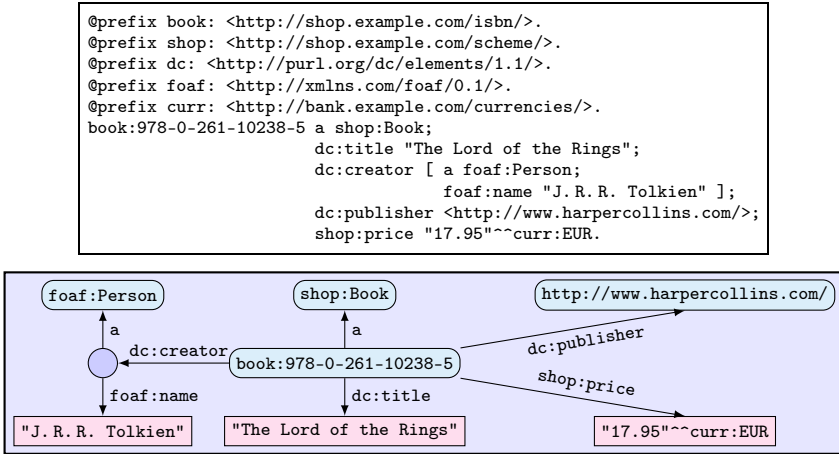 @prefix book: <http://shop.example.com/isbn/>.
@prefix shop: <http://shop.example.com/scheme/>.
@prefix dc: <http://purl.org/dc/elements/1.1/>.
@prefix foaf: <http://xmlns.com/foaf/0.1/>.
@prefix curr: <http://bank.example.com/currencies/>.
book:978-0-261-10238-5 a shop:Book;
dc:title "The Lord of the Rings";
dc:creator [ a foaf:Person;
foaf:name "J. R. R. Tolkien" ];
dc:publisher <http://www.harpercollins.com/>;
shop:price "17.95"^^curr:EUR.
foaf:Person
shop:Book
http://www.harpercollins.com/
a
a
dc:publisher
dc:creator
book:978-0-261-10238-5
shop:price
foaf:name
dc:title
"J. R. R. Tolkien"
"The Lord of the Rings"
"17.95"^^curr:EUR